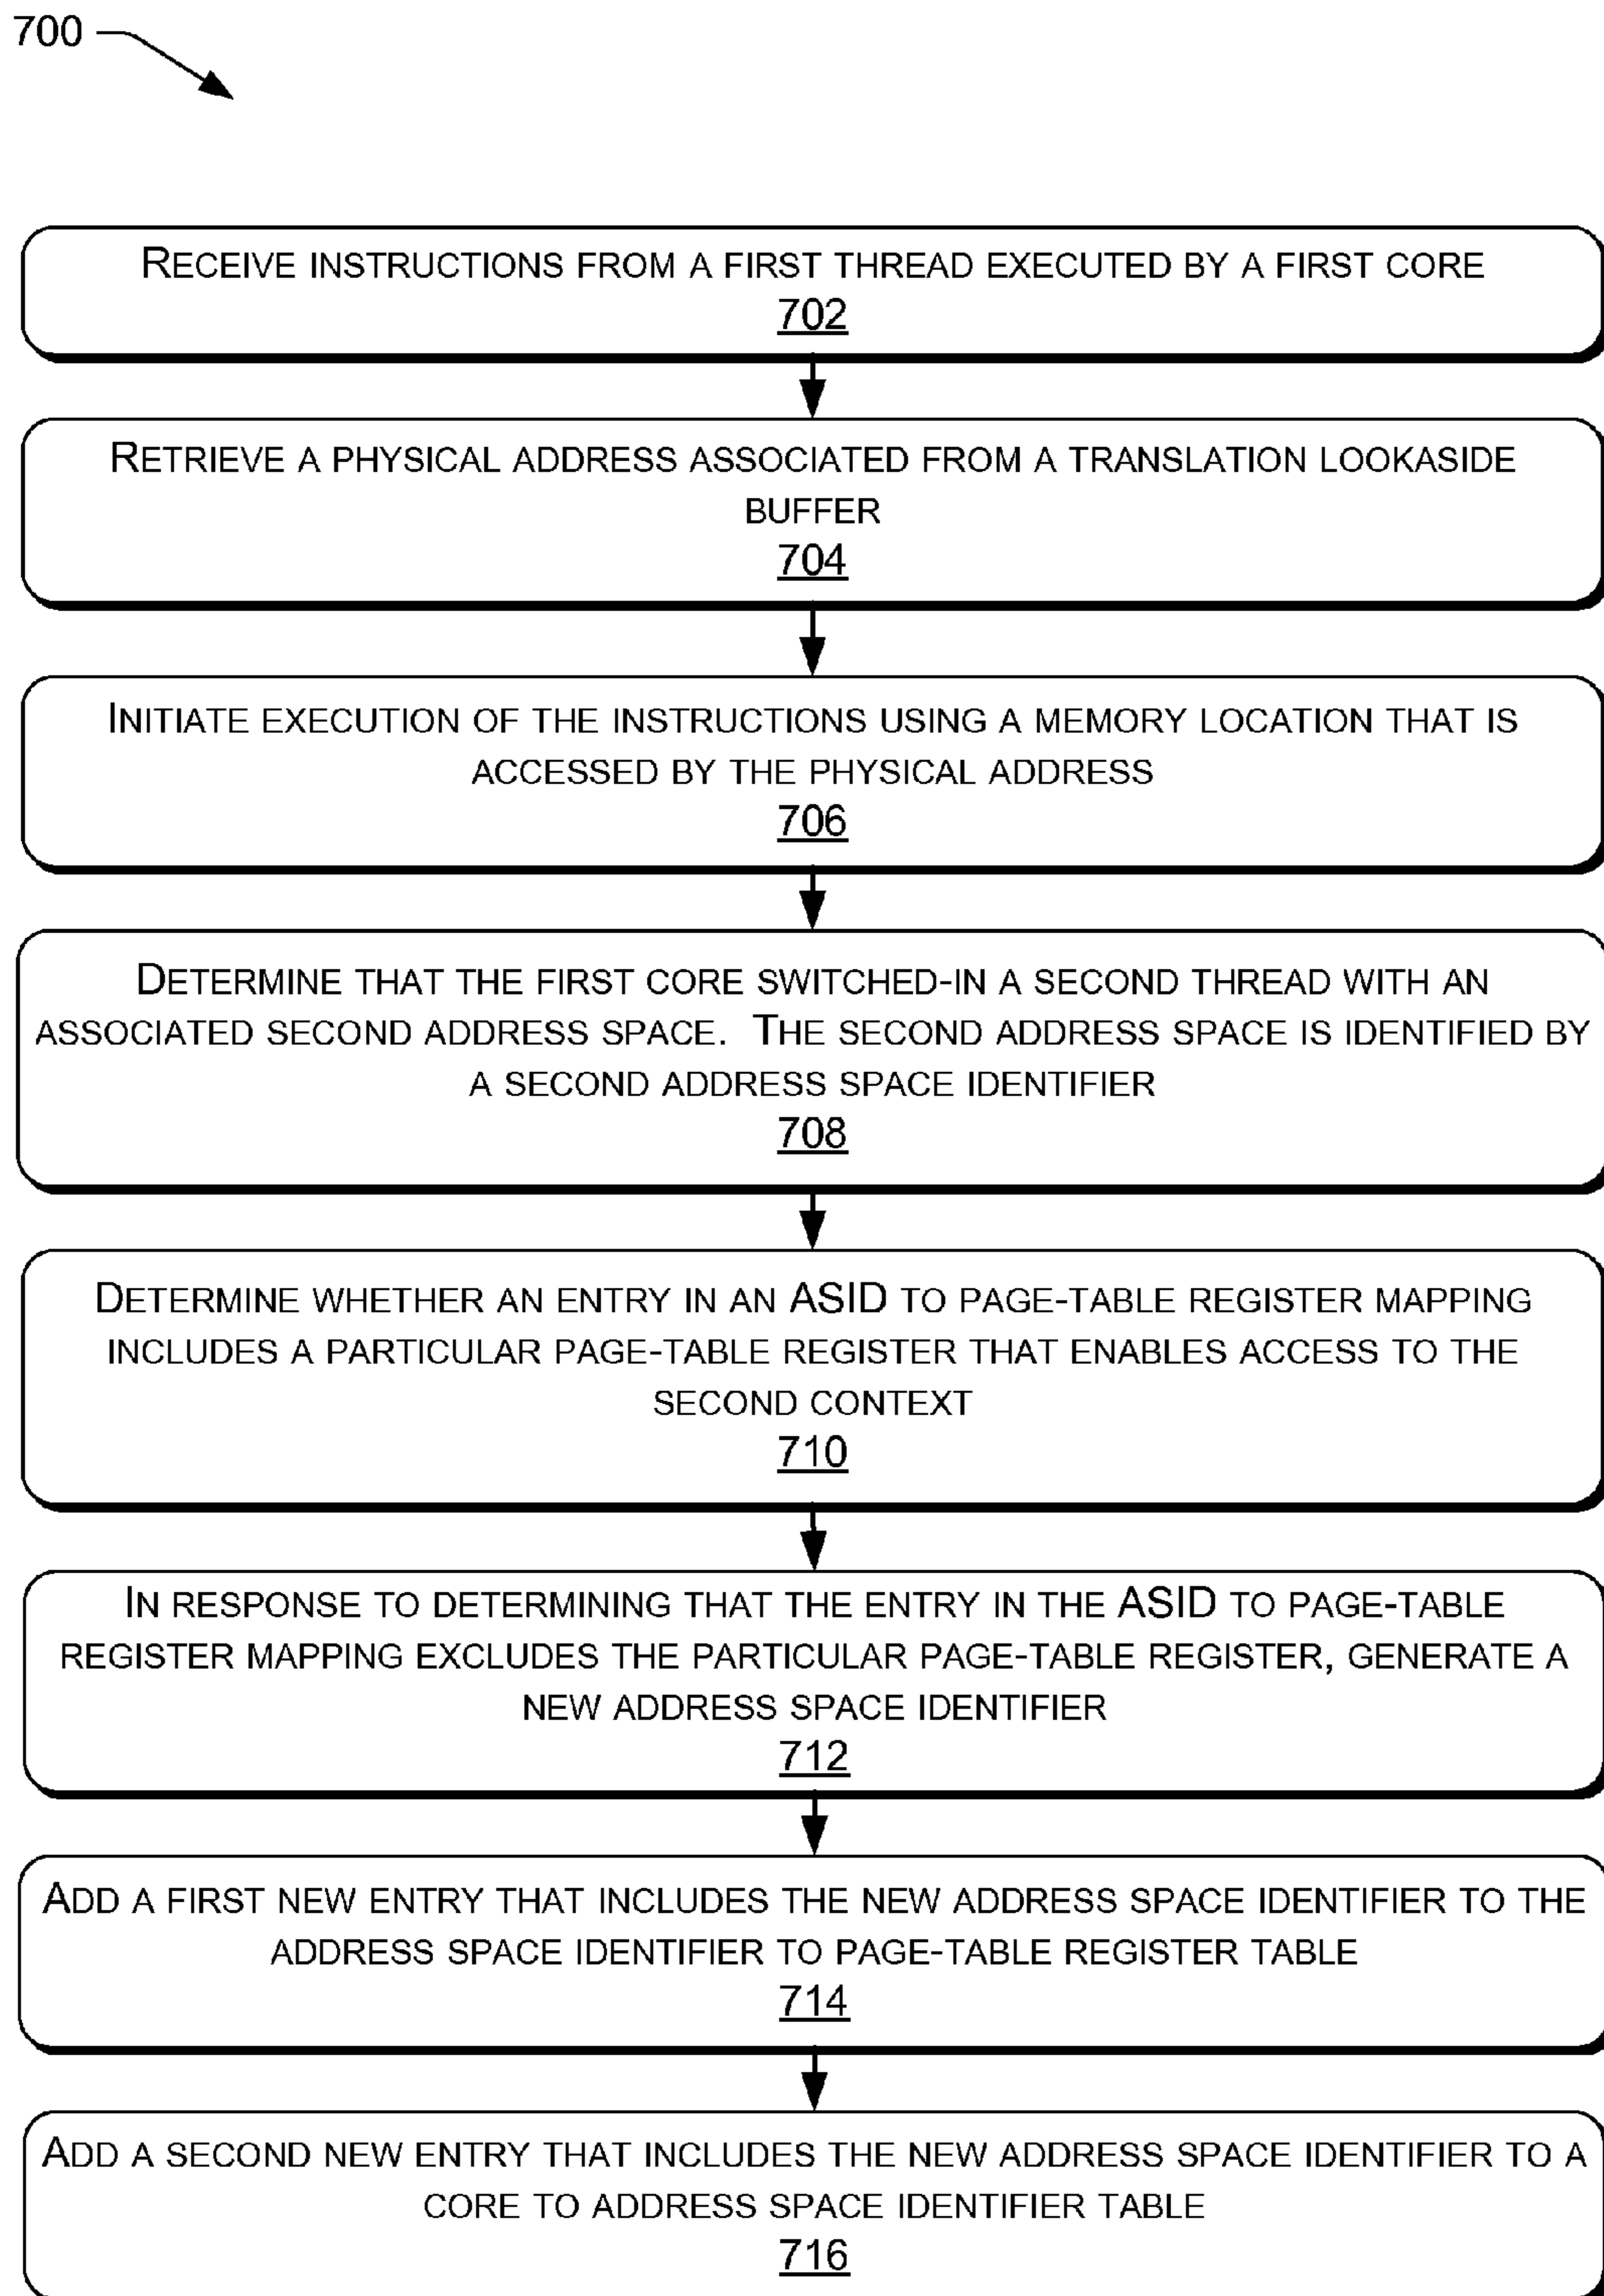 700
RECEIVE INSTRUCTIONS FROM A FIRST THREAD EXECUTED BY A FIRST CORE
702
RETRIEVE A PHYSICAL ADDRESS ASSOCIATED FROM A TRANSLATION LOOKASIDE
BUFFER
704
INITIATE EXECUTION OF THE INSTRUCTIONS USING A MEMORY LOCATION THAT IS
ACCESSED BY THE PHYSICAL ADDRESS
706
DETERMINE THAT THE FIRST CORE SWITCHED-IN A SECOND THREAD WITH AN
ASSOCIATED SECOND ADDRESS SPACE. THE SECOND ADDRESS SPACE IS IDENTIFIED BY
A SECOND ADDRESS SPACE IDENTIFIER
708
DETERMINE WHETHER AN ENTRY IN AN ASID TO PAGE-TABLE REGISTER MAPPING
INCLUDES A PARTICULAR PAGE-TABLE REGISTER THAT ENABLES ACCESS TO THE
SECOND CONTEXT
710
IN RESPONSE TO DETERMINING THAT THE ENTRY IN THE ASID TO PAGE-TABLE
REGISTER MAPPING EXCLUDES THE PARTICULAR PAGE-TABLE REGISTER, GENERATE A
NEW ADDRESS SPACE IDENTIFIER
712
ADD A FIRST NEW ENTRY THAT INCLUDES THE NEW ADDRESS SPACE IDENTIFIER TO THE
ADDRESS SPACE IDENTIFIER TO PAGE-TABLE REGISTER TABLE
714
ADD A SECOND NEW ENTRY THAT INCLUDES THE NEW ADDRESS SPACE IDENTIFIER TO A
CORE TO ADDRESS SPACE IDENTIFIER TABLE
716